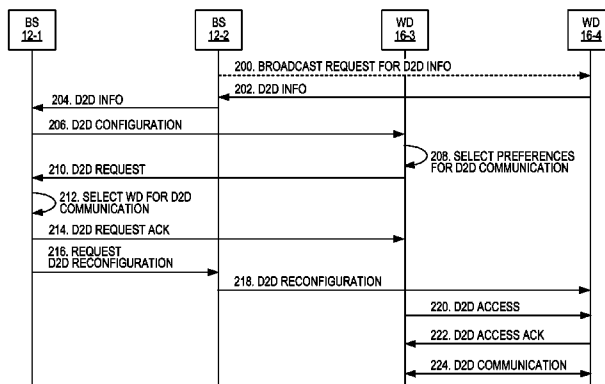 BS
12-1
BS
12-2
WD
16-3
WD
16-4
200. BROADCAST REQUEST FOR D2D INFO
202. D2D INFO
204. D2D INFO
206. D2D CONFIGURATION
208. SELECT PREFERENCES
FOR D2D COMMUNICATION
210. D2D REQUEST
212. SELECT WD FOR D2D
COMMUNICATION
214. D2D REQUEST ACK
216. REQUEST
D2D RECONFIGURATION
218. D2D RECONFIGURATION
220. D2D ACCESS
222. D2D ACCESS ACK
224. D2D COMMUNICATION